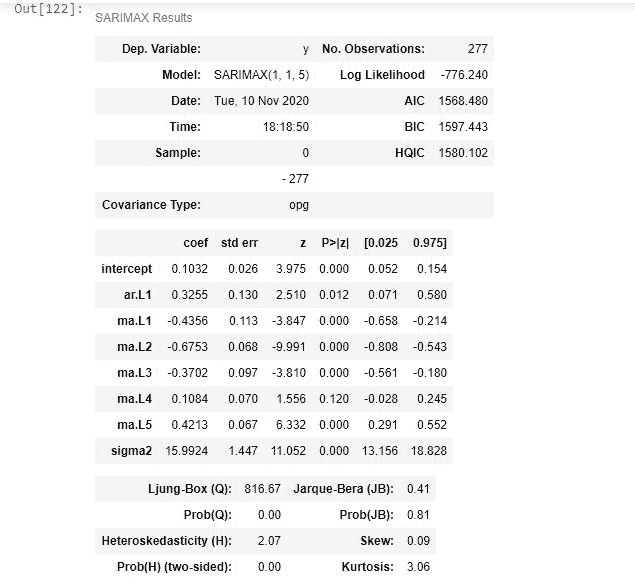 Out[122]:
SARIMAX Results
Dep. Variable: y No. Observations: 277
Model: SARIMAX(1, 1, 5) Log Likelihood -776.240
Date: Tue, 10 Nov 2020 AIC 1568.480
Time: 18:18:50 BIC 1597.443
Sample: 0 HQIC 1580.102
- 277
Covariance Type: opg
coef std err z P>|z| [0.025 0.975]
intercept 0.1032 0.026 3.975 0.000 0.052 0.154
ar.L1 0.3255 0.130 2.510 0.012 0.071 0.580
ma.L1 -0.4356 0.113 -3.847 0.000 -0.658 -0.214
ma.L2 -0.6753 0.068 -9.991 0.000 -0.808 -0.543
ma.L3 -0.3702 0.097 -3.810 0.000 -0.561 -0.180
ma.L4 0.1084 0.070 1.556 0.120 -0.028 0.245
ma.L5 0.4213 0.067 6.332 0.000 0.291 0.552
sigma2 15.9924 1.447 11.052 0.000 13.156 18.828
Ljung-Box (Q): 816.67 Jarque-Bera (JB): 0.41
Prob(Q): 0.00 Prob(JB): 0.81
Heteroskedasticity (H): 2.07 Skew: 0.09
Prob(H) (two-sided): 0.00 Kurtosis: 3.06